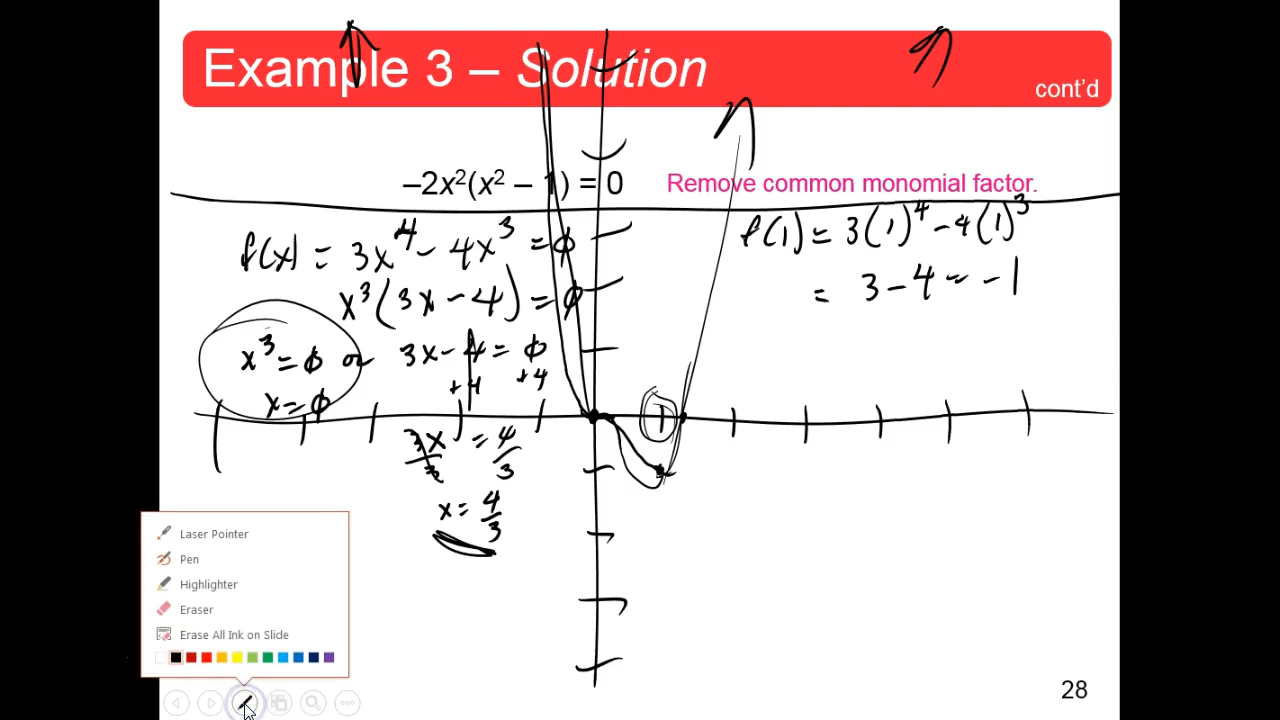 Example 3 – Solution
cont'd
–2x²(x² – 1) = 0 Remove common monomial factor.
f(x) = 3x⁴ – 4x³ = 0
x³(3x – 4) = 0
x³ = 0 or 3x – 4 = 0
+4 +4
x = 0
3x/3 = 4/3
x = 4/3
f(1) = 3(1)⁴ – 4(1)³
= 3 – 4 = –1
1
Laser Pointer
Pen
Highlighter
Eraser
Erase All Ink on Slide
28